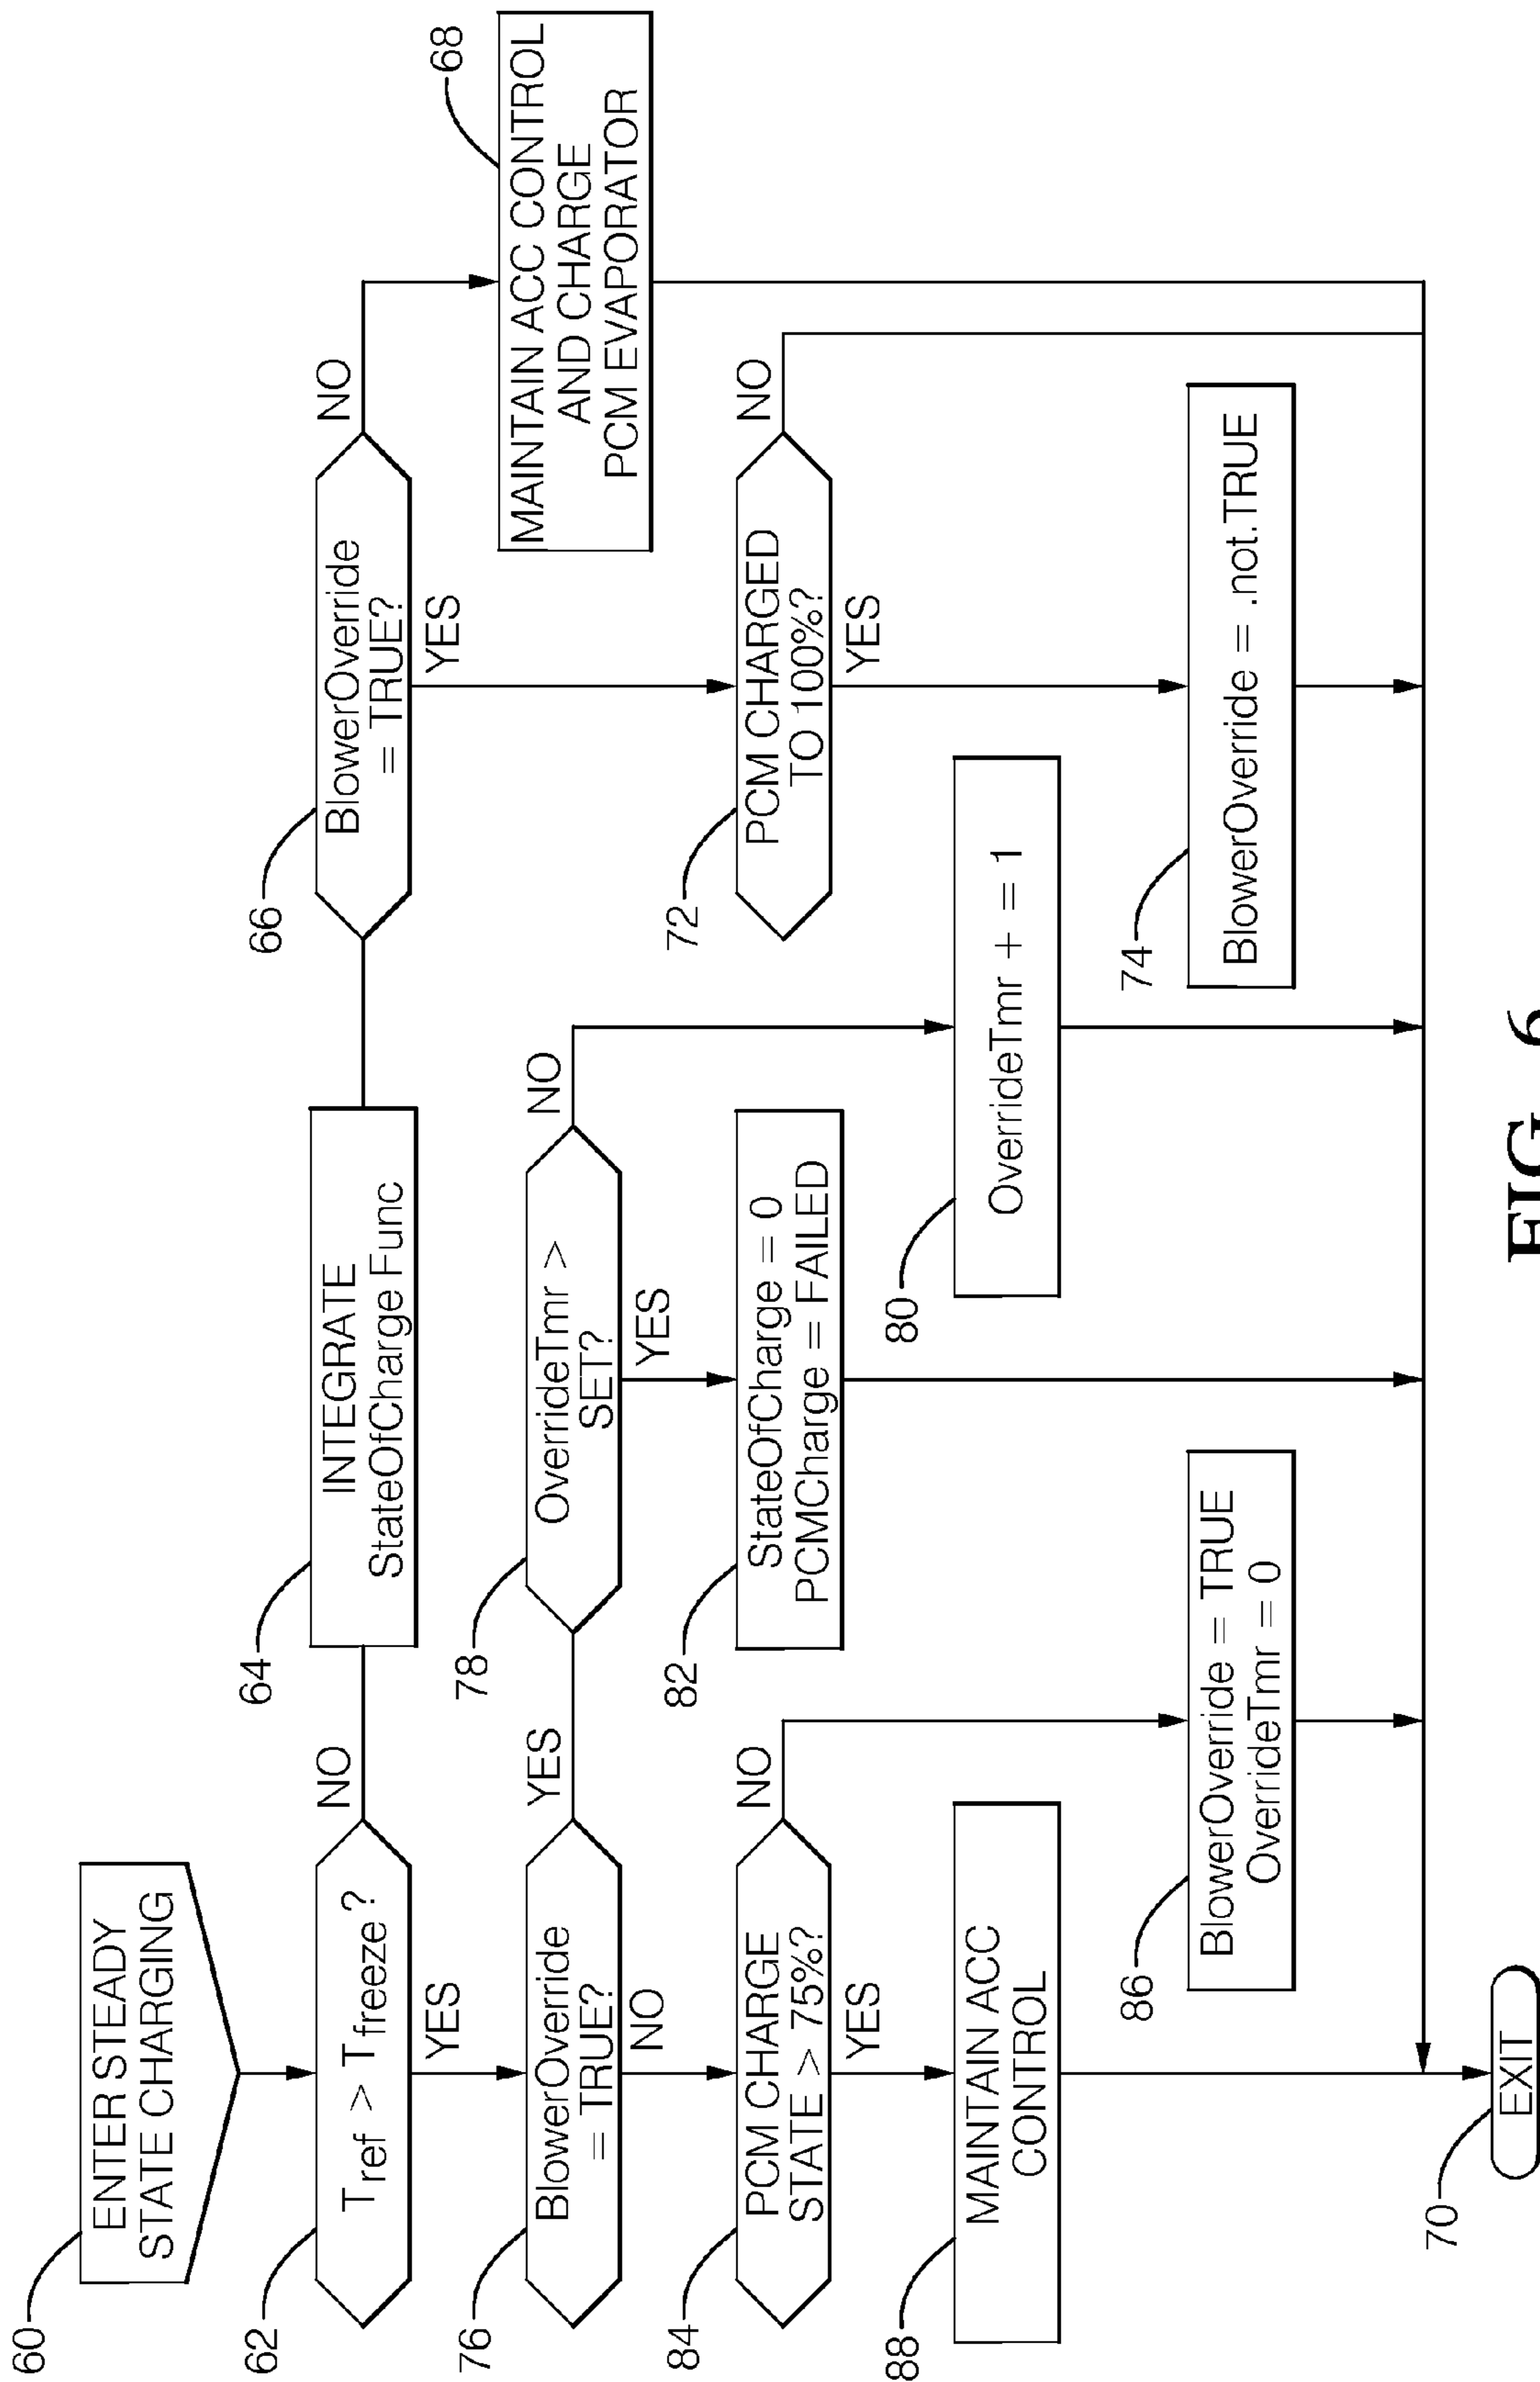 60
ENTER STEADY
STATE CHARGING
62
Tref > Tfreeze?
NO
YES
64
INTEGRATE
StateOfCharge Func
66
BlowerOverride
= TRUE?
NO
YES
68
MAINTAIN ACC CONTROL
AND CHARGE
PCM EVAPORATOR
76
BlowerOverride
= TRUE?
YES
NO
78
OverrideTmr >
SET?
NO
YES
72
PCM CHARGED
TO 100%?
NO
YES
84
PCM CHARGE
STATE > 75%?
NO
YES
82
StateOfCharge = 0
PCMCharge = FAILED
80
OverrideTmr + = 1
88
MAINTAIN ACC
CONTROL
86
BlowerOverride = TRUE
OverrideTmr = 0
74
BlowerOverride = .not.TRUE
70
EXIT
FIG. 6